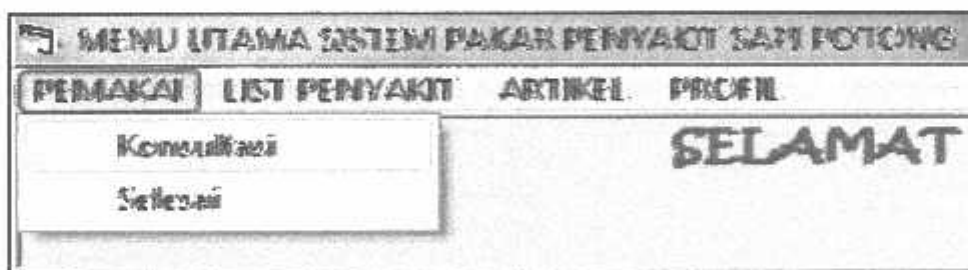 MENU UTAMA SISTEM PAKAR PENYAKIT SAPI POTONG
PEMAKAI LIST PENYAKIT ARTIKEL PROFIL
Konsultasi
SELAMAT
Selesai